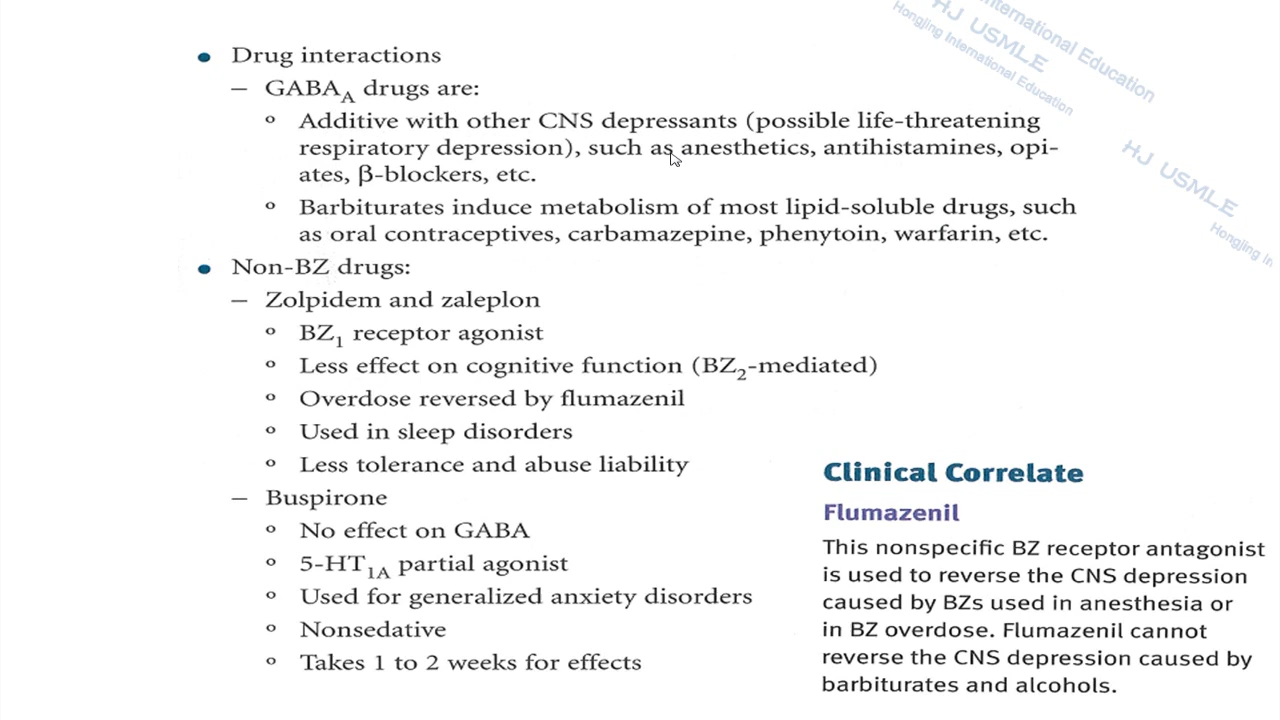 • Drug interactions
– GABA_A drugs are:
° Additive with other CNS depressants (possible life-threatening
respiratory depression), such as anesthetics, antihistamines, opi-
ates, β-blockers, etc.
° Barbiturates induce metabolism of most lipid-soluble drugs, such
as oral contraceptives, carbamazepine, phenytoin, warfarin, etc.
• Non-BZ drugs:
– Zolpidem and zaleplon
° BZ₁ receptor agonist
° Less effect on cognitive function (BZ₂-mediated)
° Overdose reversed by flumazenil
° Used in sleep disorders
° Less tolerance and abuse liability
– Buspirone
° No effect on GABA
° 5-HT_1A partial agonist
° Used for generalized anxiety disorders
° Nonsedative
° Takes 1 to 2 weeks for effects
Clinical Correlate
Flumazenil
This nonspecific BZ receptor antagonist
is used to reverse the CNS depression
caused by BZs used in anesthesia or
in BZ overdose. Flumazenil cannot
reverse the CNS depression caused by
barbiturates and alcohols.
International Education
HJ USMLE
Hongjing International Education
HJ USMLE
Hongjing In